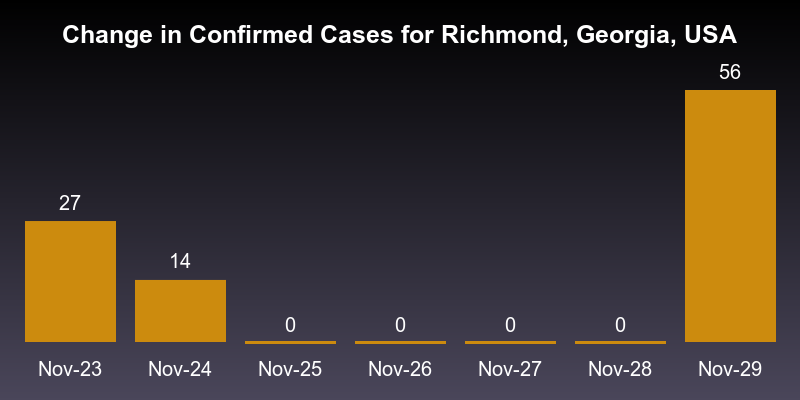 Change in Confirmed Cases for Richmond, Georgia, USA
56
27
14
0 0 0 0
Nov-23 Nov-24 Nov-25 Nov-26 Nov-27 Nov-28 Nov-29